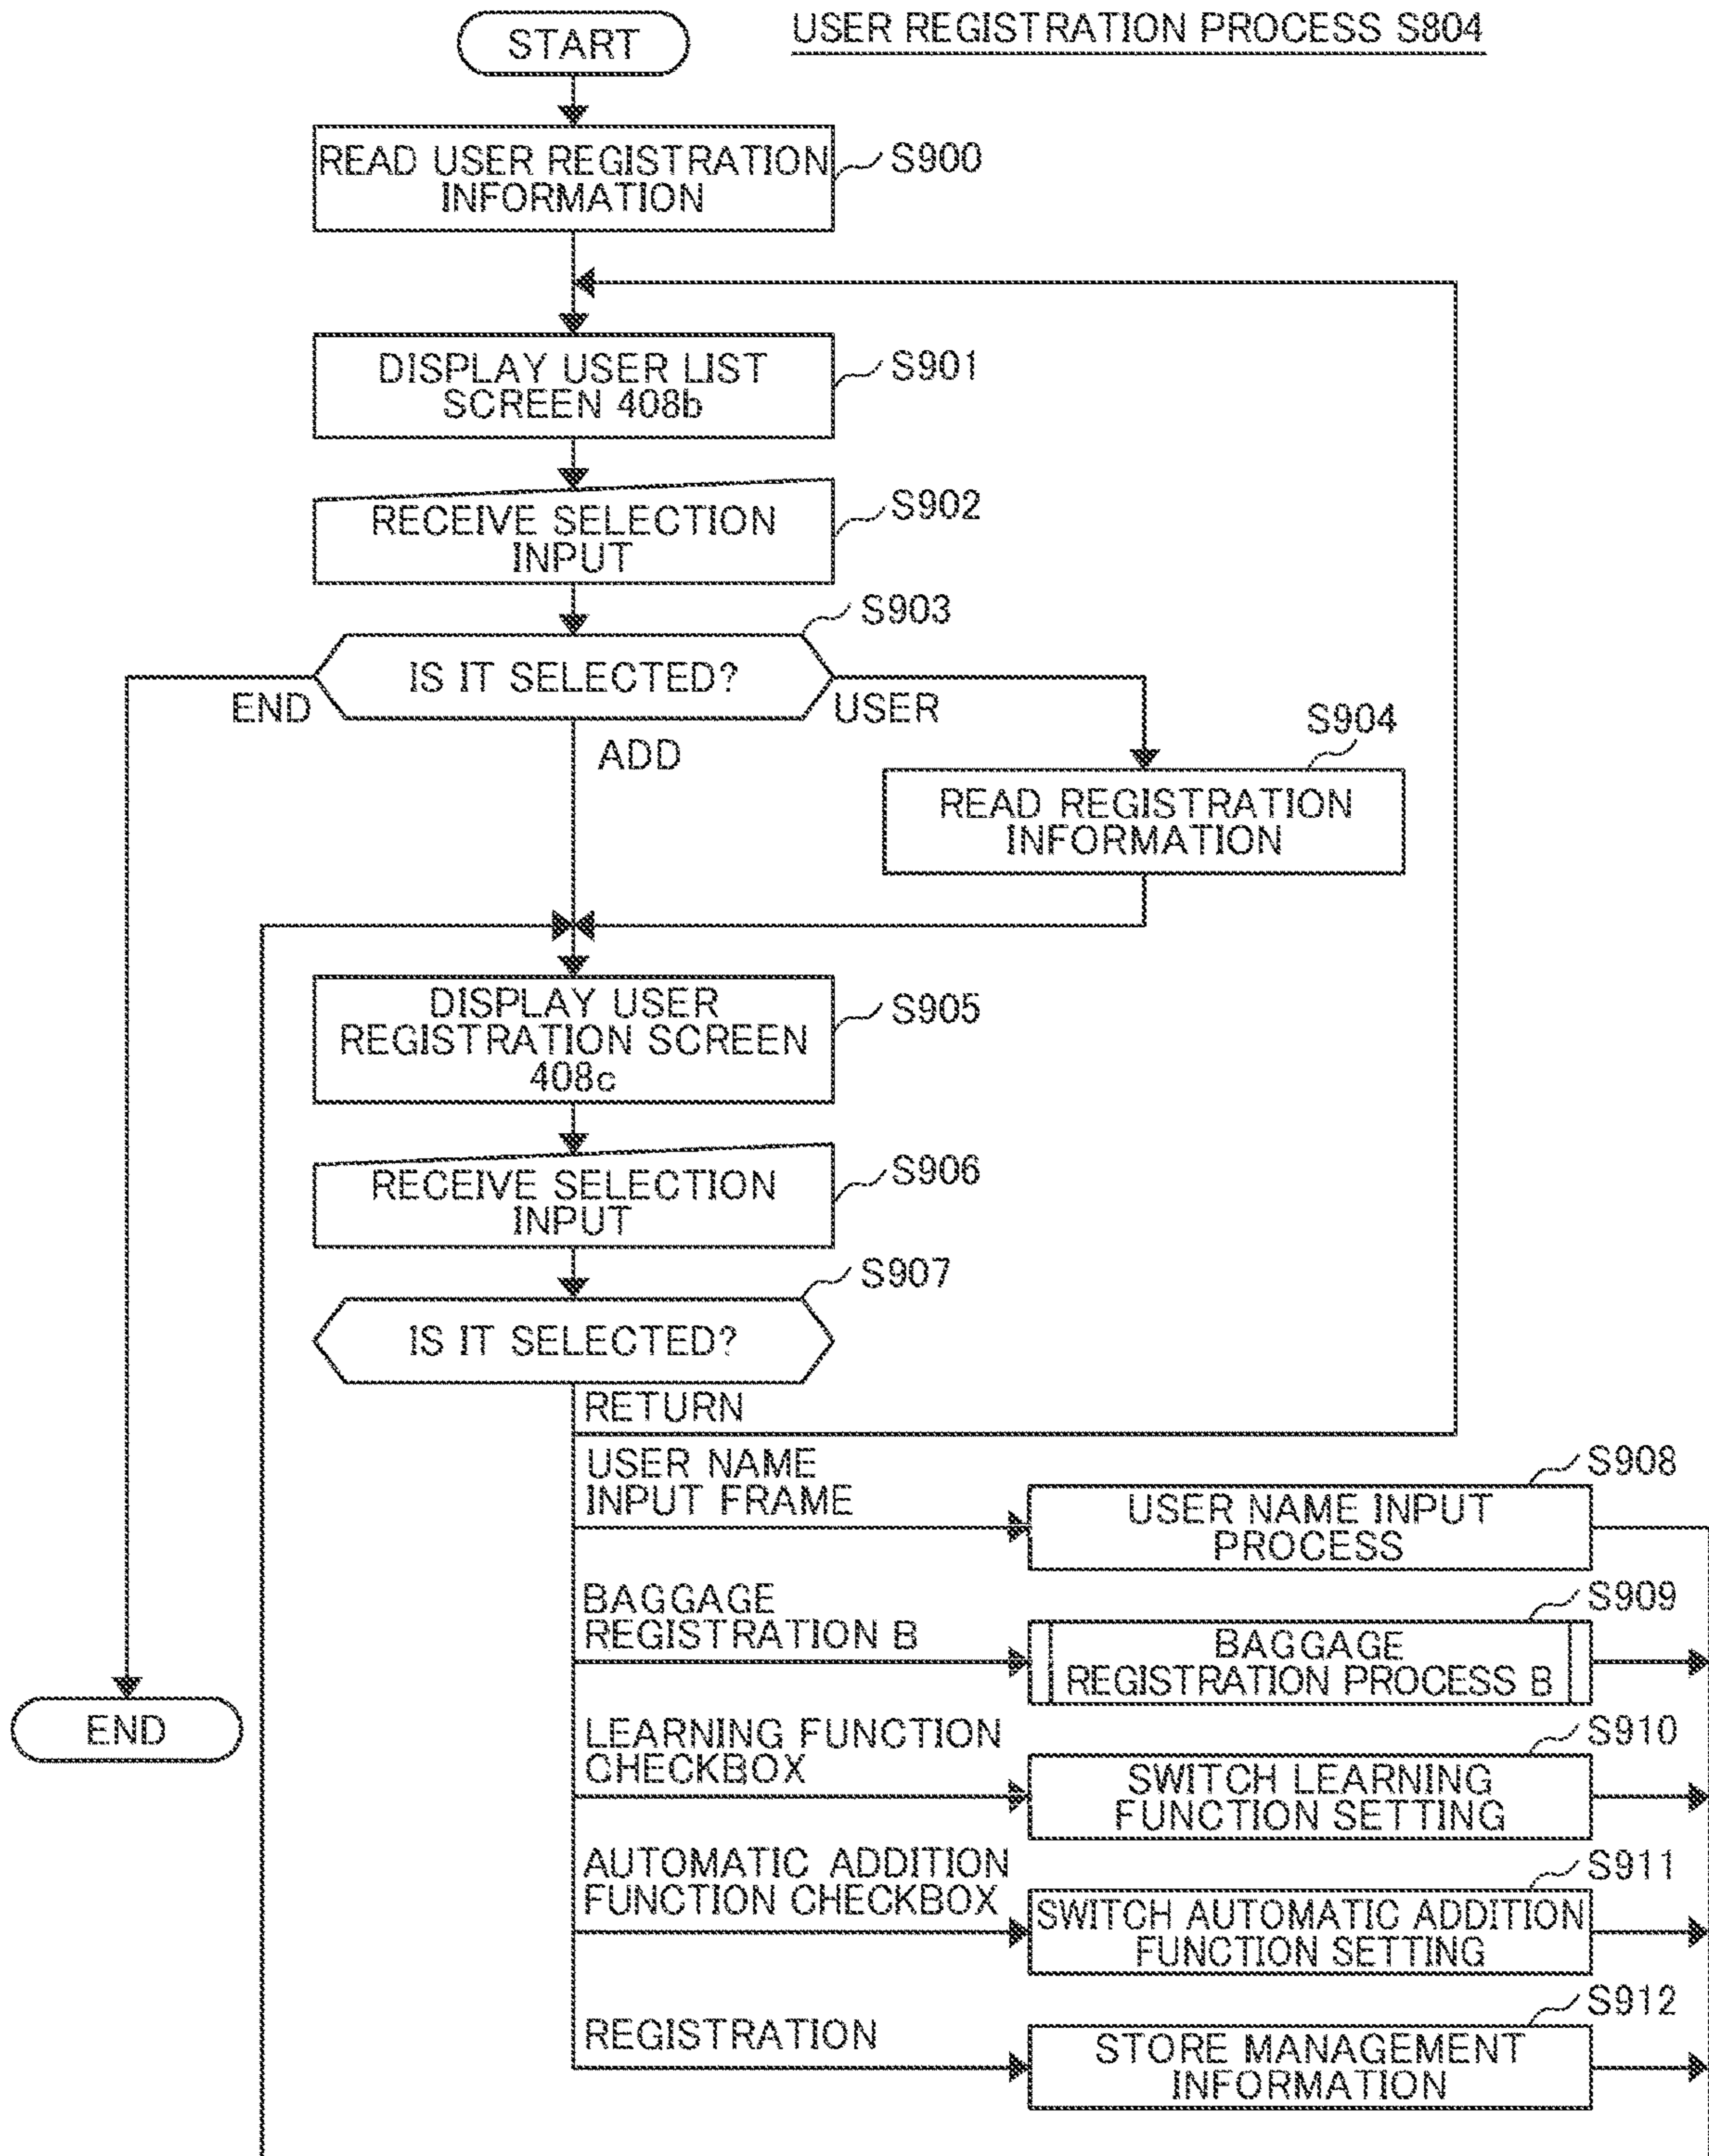 USER REGISTRATION PROCESS S804
START
READ USER REGISTRATION
INFORMATION
S900
DISPLAY USER LIST
SCREEN 408b
S901
RECEIVE SELECTION
INPUT
S902
S903
IS IT SELECTED?
END
USER
ADD
S904
READ REGISTRATION
INFORMATION
DISPLAY USER
REGISTRATION SCREEN
408c
S905
RECEIVE SELECTION
INPUT
S906
S907
IS IT SELECTED?
RETURN
USER NAME
INPUT FRAME
S908
USER NAME INPUT
PROCESS
BAGGAGE
REGISTRATION B
S909
BAGGAGE
REGISTRATION PROCESS B
END
LEARNING FUNCTION
CHECKBOX
S910
SWITCH LEARNING
FUNCTION SETTING
AUTOMATIC ADDITION
FUNCTION CHECKBOX
S911
SWITCH AUTOMATIC ADDITION
FUNCTION SETTING
REGISTRATION
S912
STORE MANAGEMENT
INFORMATION